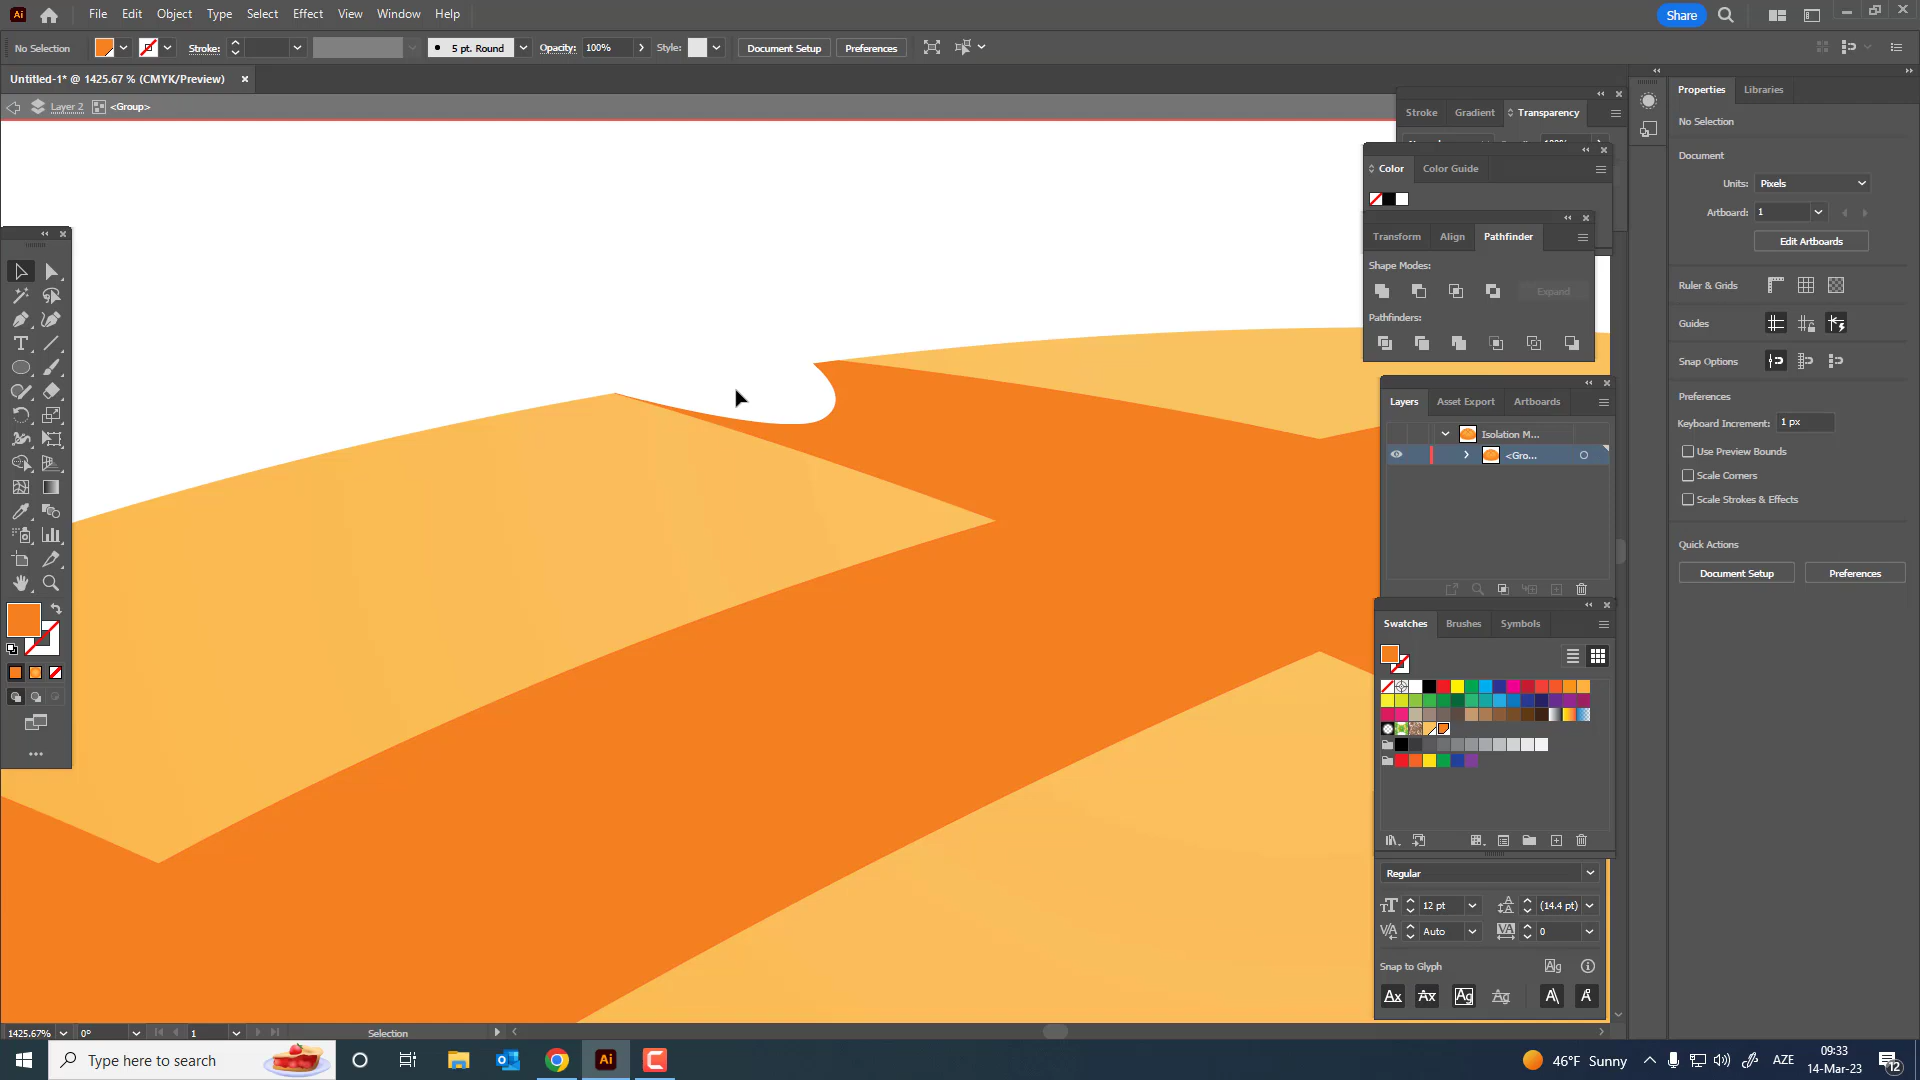 File Edit Object Type Select Effect View Window Help
Share
No Selection
Stroke:
5 pt. Round
Opacity: 100%
Style:
Document Setup
Preferences
Untitled-1* @ 1425.67 % (CMYK/Preview)
Layer 2
<Group>
Stroke Gradient Transparency
Color Color Guide
Transform Align Pathfinder
Shape Modes:
Expand
Pathfinders:
Layers Asset Export Artboards
Isolation M...
<Gro...
Swatches Brushes Symbols
Regular
12 pt
(14.4 pt)
Auto
0
Snap to Glyph
Properties Libraries
No Selection
Document
Units: Pixels
Artboard: 1
Edit Artboards
Ruler & Grids
Guides
Snap Options
Preferences
Keyboard Increment: 1 px
Use Preview Bounds
Scale Corners
Scale Strokes & Effects
Quick Actions
Document Setup
Preferences
1425.67%
0°
1
Selection
Type here to search
46°F Sunny
AZE
09:33
14-Mar-23
12